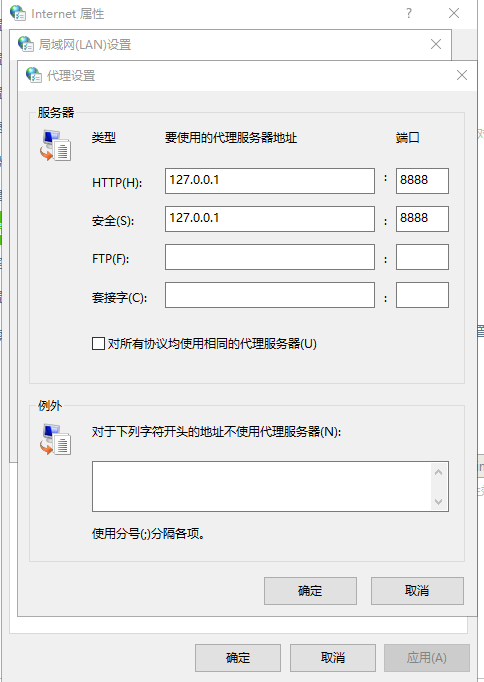 Internet 属性
局域网(LAN)设置
代理设置
服务器
类型 要使用的代理服务器地址 端口
HTTP(H): 127.0.0.1 : 8888
安全(S): 127.0.0.1 : 8888
FTP(F): :
套接字(C): :
对所有协议均使用相同的代理服务器(U)
例外
对于下列字符开头的地址不使用代理服务器(N):
使用分号(;)分隔各项。
确定 取消
确定 取消 应用(A)